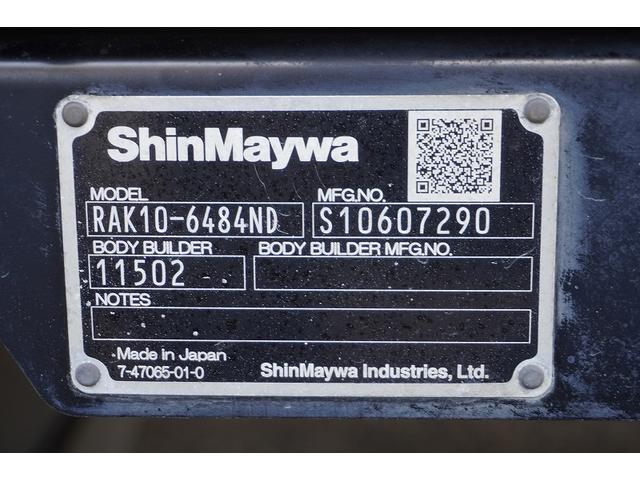 ShinMaywa
MODEL MFG.NO.
RAK10-6484ND S10607290
BODY BUILDER BODY BUILDER MFG.NO.
11502
NOTES
Made in Japan
7-47065-01-0 ShinMaywa Industries, Ltd.